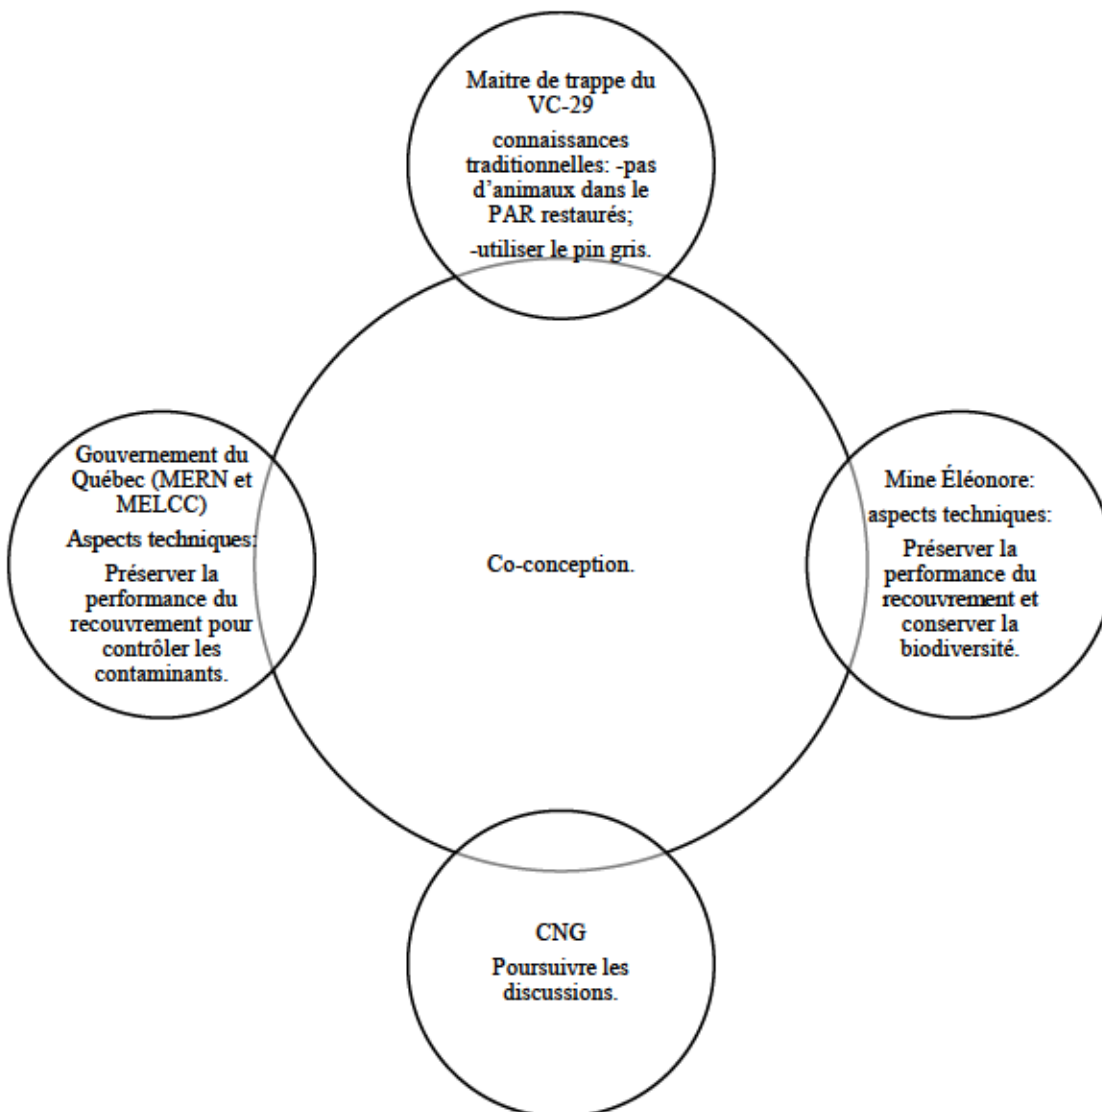 Maitre de trappe du
VC-29
connaissances
traditionnelles: -pas
d'animaux dans le
PAR restaurés;
-utiliser le pin gris.
Gouvernement du
Québec (MERN et
MELCC)
Aspects techniques:
Préserver la
performance du
recouvrement pour
contrôler les
contaminants.
Co-conception.
Mine Éléonore:
aspects techniques:
Préserver la
performance du
recouvrement et
conserver la
biodiversité.
CNG
Poursuivre les
discussions.